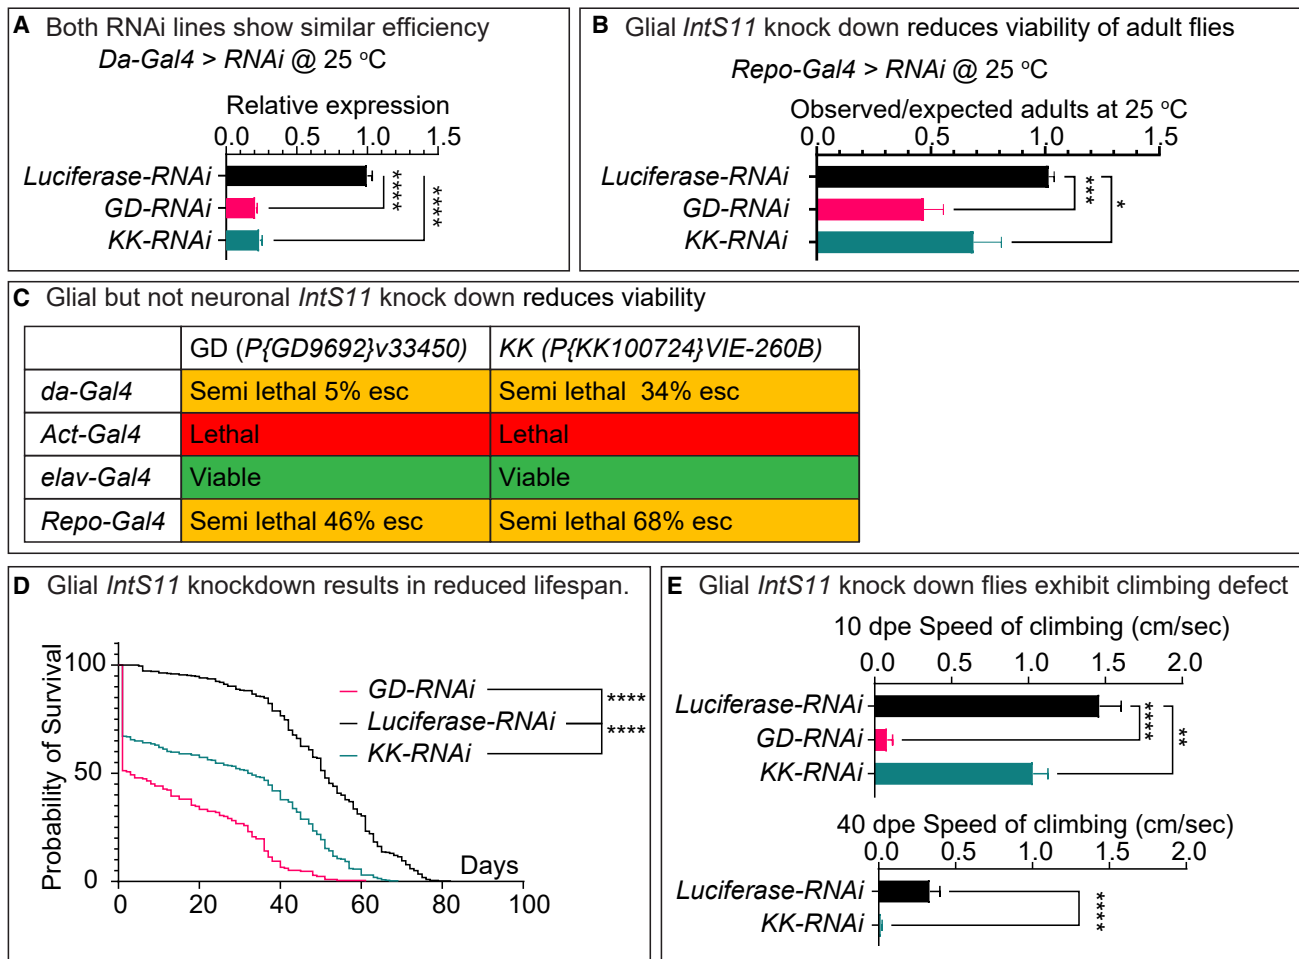 A Both RNAi lines show similar efficiency
Da-Gal4 > RNAi @ 25 °C
Relative expression
0.0 0.5 1.0 1.5
Luciferase-RNAi
GD-RNAi
KK-RNAi
****
****
B Glial IntS11 knock down reduces viability of adult flies
Repo-Gal4 > RNAi @ 25 °C
Observed/expected adults at 25 °C
0.0 0.5 1.0 1.5
Luciferase-RNAi
GD-RNAi
KK-RNAi
***
*
C Glial but not neuronal IntS11 knock down reduces viability
GD (P{GD9692}v33450) KK (P{KK100724}VIE-260B)
da-Gal4 Semi lethal 5% esc Semi lethal 34% esc
Act-Gal4 Lethal Lethal
elav-Gal4 Viable Viable
Repo-Gal4 Semi lethal 46% esc Semi lethal 68% esc
D Glial IntS11 knockdown results in reduced lifespan.
Probability of Survival
100
50
0
GD-RNAi
Luciferase-RNAi
KK-RNAi
****
****
Days
0 20 40 60 80 100
E Glial IntS11 knock down flies exhibit climbing defect
10 dpe Speed of climbing (cm/sec)
0.0 0.5 1.0 1.5 2.0
Luciferase-RNAi
GD-RNAi
KK-RNAi
****
**
40 dpe Speed of climbing (cm/sec)
0.0 0.5 1.0 1.5 2.0
Luciferase-RNAi
KK-RNAi
****